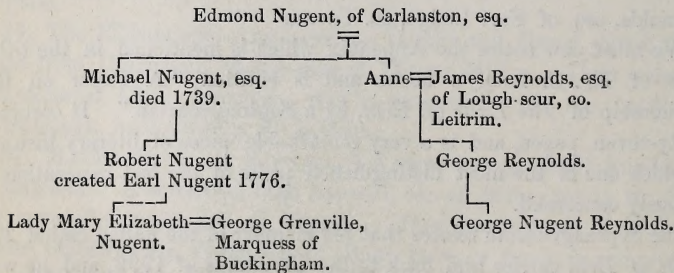 Edmond Nugent, of Carlanston, esq.
Michael Nugent, esq.
died 1739.
Anne
James Reynolds, esq.
of Lough-scur, co.
Leitrim.
Robert Nugent
created Earl Nugent 1776.
George Reynolds.
Lady Mary Elizabeth
Nugent.
George Grenville,
Marquess of
Buckingham.
George Nugent Reynolds.